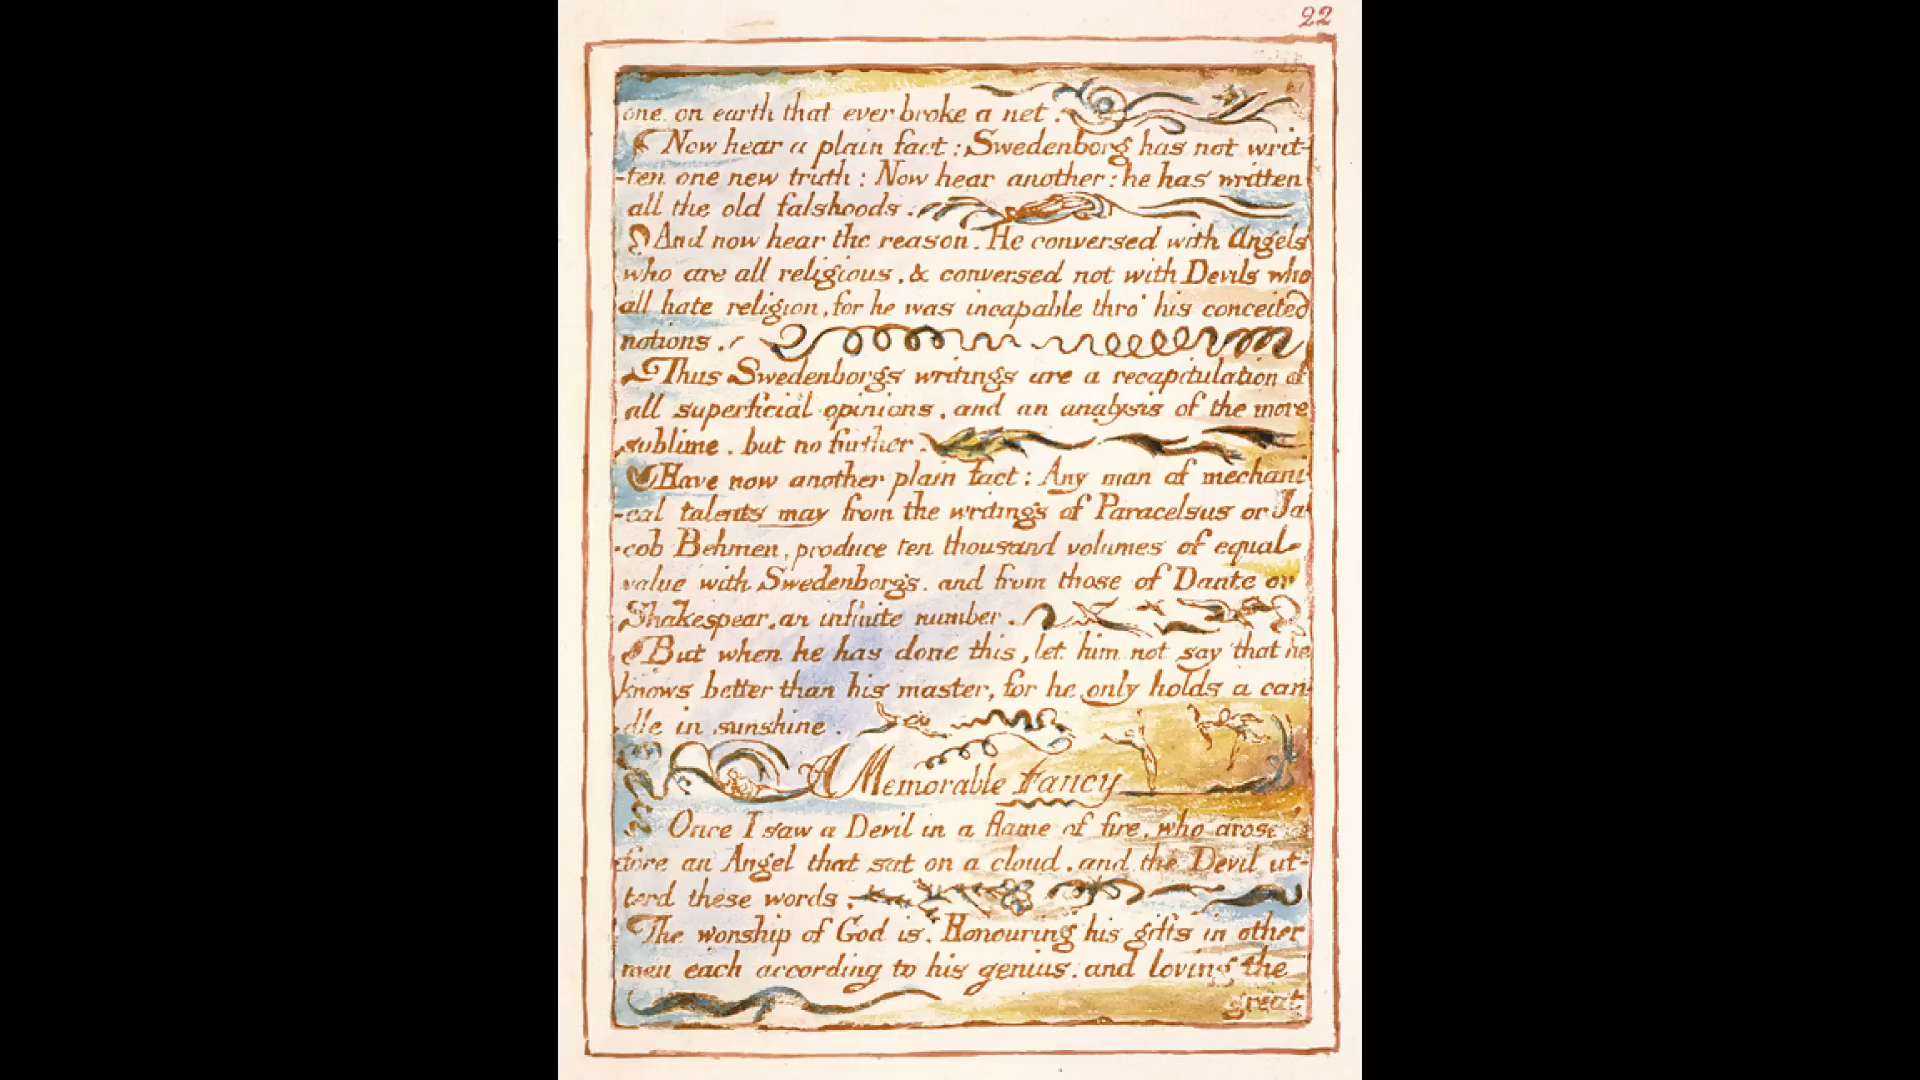 22
one on earth that ever broke a net.
Now hear a plain fact: Swedenborg has not writ-
-ten one new truth: Now hear another: he has written
all the old falshoods.
And now hear the reason. He conversed with Angels
who are all religious, & conversed not with Devils who
all hate religion, for he was incapable thro' his conceited
notions.
Thus Swedenborgs writings are a recapitulation of
all superficial opinions, and an analysis of the more
sublime. but no further.
Have now another plain fact: Any man of mechani-
-cal talents may from the writings of Paracelsus or Ja-
-cob Behmen, produce ten thousand volumes of equal
value with Swedenborg's. and from those of Dante or
Shakespear, an infinite number.
But when he has done this, let him not say that he
knows better than his master, for he only holds a can-
-dle in sunshine.
A Memorable Fancy
Once I saw a Devil in a flame of fire. who arose
fore an Angel that sat on a cloud. and the Devil ut-
terd these words.
The worship of God is. Honouring his gifts in other
men each according to his genius. and loving the
great